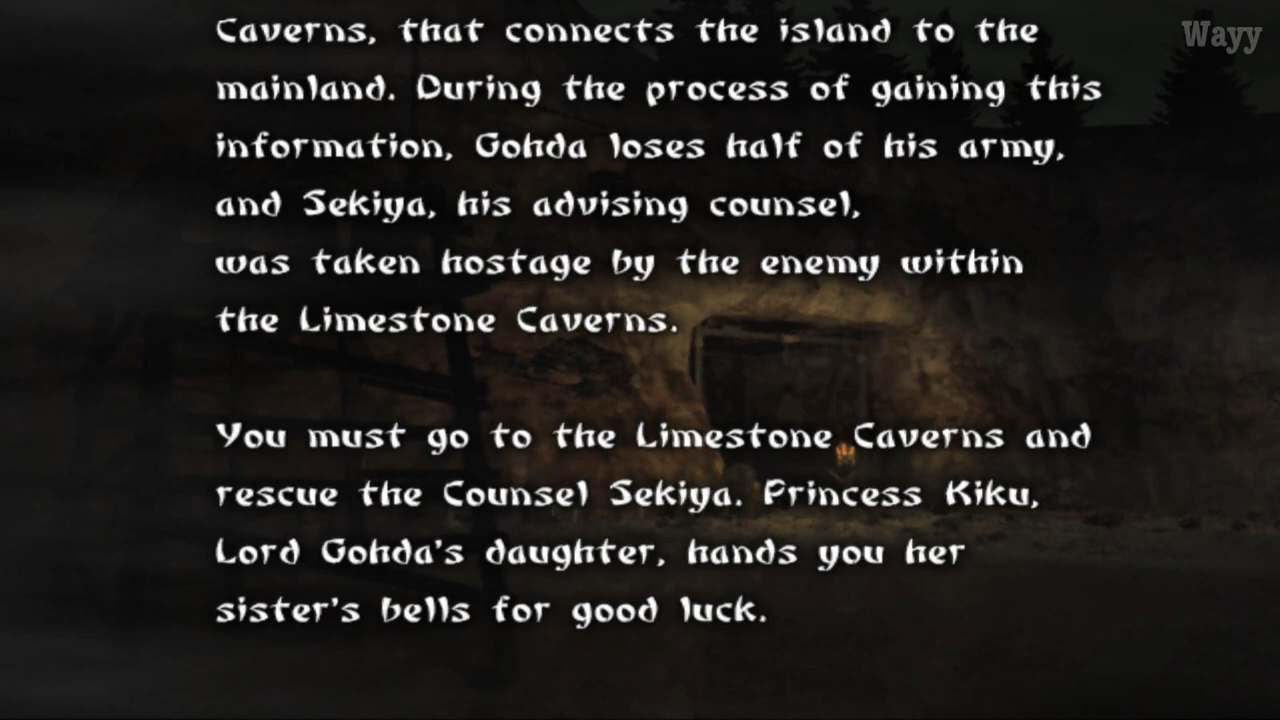 Wayy
Caverns, that connects the island to the
mainland. During the process of gaining this
information, Gohda loses half of his army,
and Sekiya, his advising counsel,
was taken hostage by the enemy within
the Limestone Caverns.
You must go to the Limestone Caverns and
rescue the Counsel Sekiya. Princess Kiku,
Lord Gohda's daughter, hands you her
sister's bells for good luck.